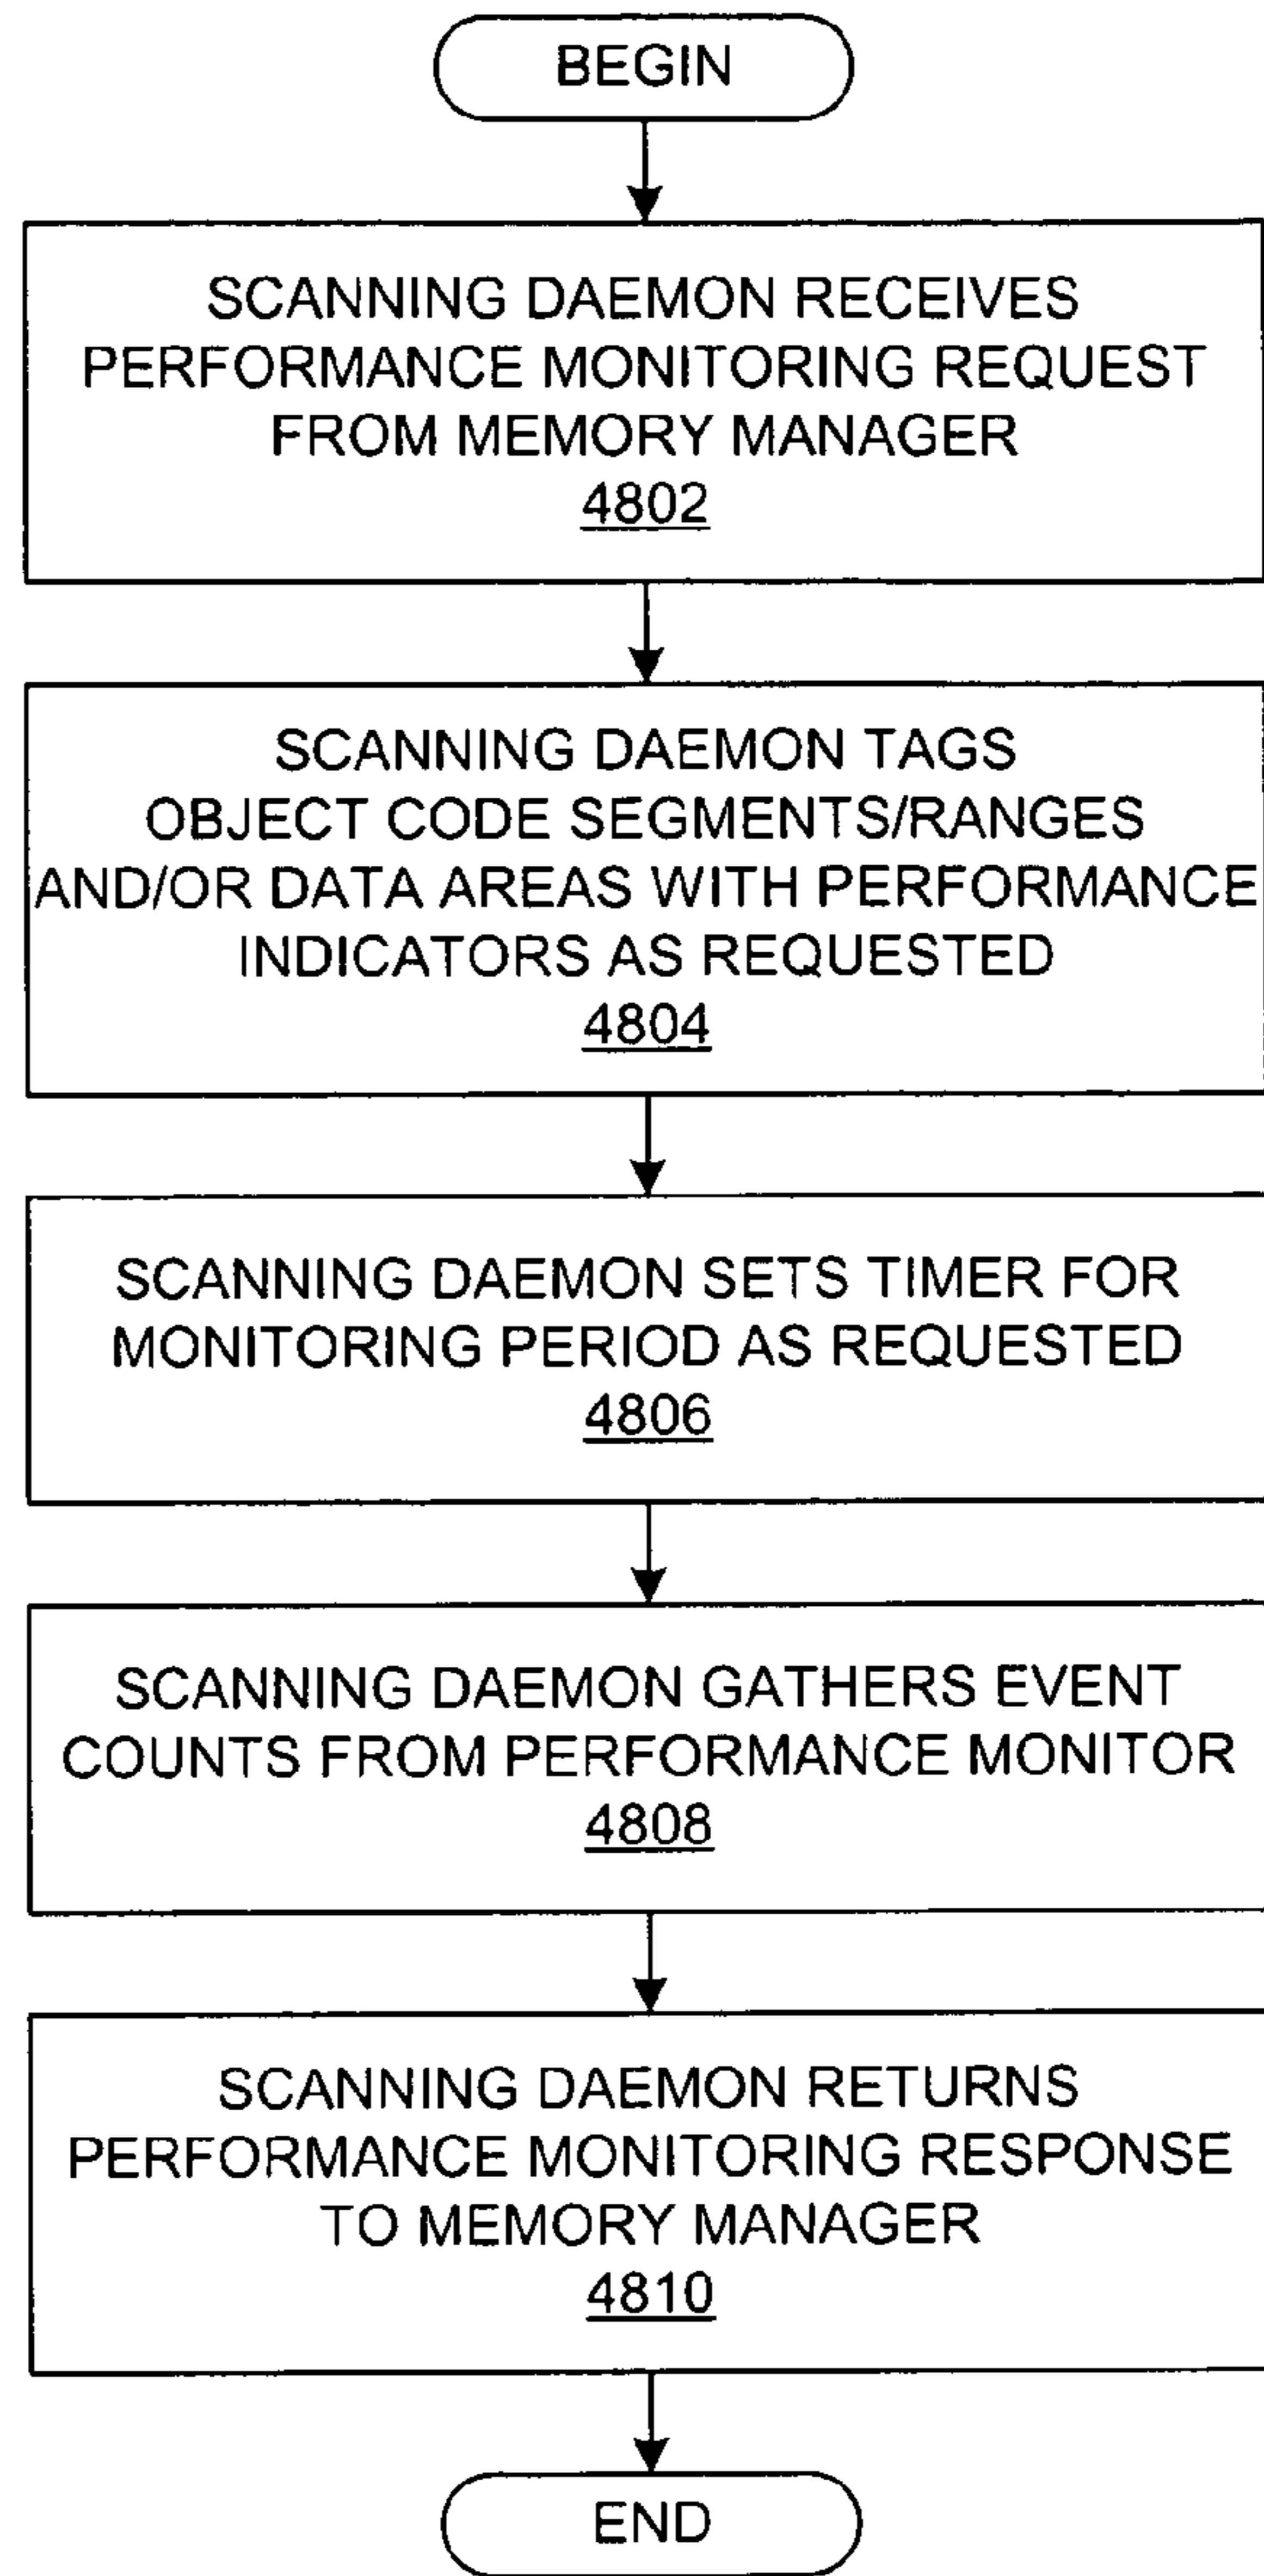 BEGIN
SCANNING DAEMON RECEIVES
PERFORMANCE MONITORING REQUEST
FROM MEMORY MANAGER
4802
SCANNING DAEMON TAGS
OBJECT CODE SEGMENTS/RANGES
AND/OR DATA AREAS WITH PERFORMANCE
INDICATORS AS REQUESTED
4804
SCANNING DAEMON SETS TIMER FOR
MONITORING PERIOD AS REQUESTED
4806
SCANNING DAEMON GATHERS EVENT
COUNTS FROM PERFORMANCE MONITOR
4808
SCANNING DAEMON RETURNS
PERFORMANCE MONITORING RESPONSE
TO MEMORY MANAGER
4810
END